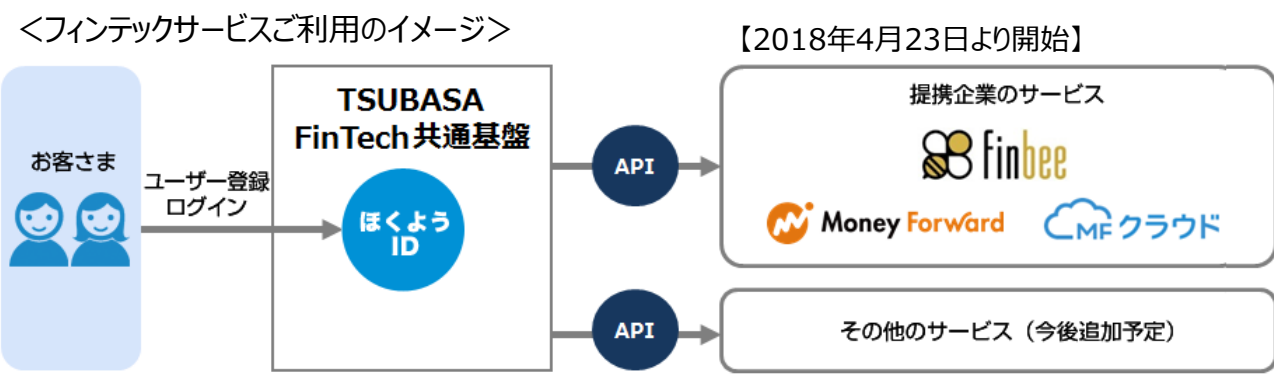 ＜フィンテックサービスご利用のイメージ＞
【2018年4月23日より開始】
お客さま
ユーザー登録
ログイン
TSUBASA
FinTech共通基盤
ほくよう
ID
API
提携企業のサービス
finbee
Money Forward
MFクラウド
API
その他のサービス（今後追加予定）